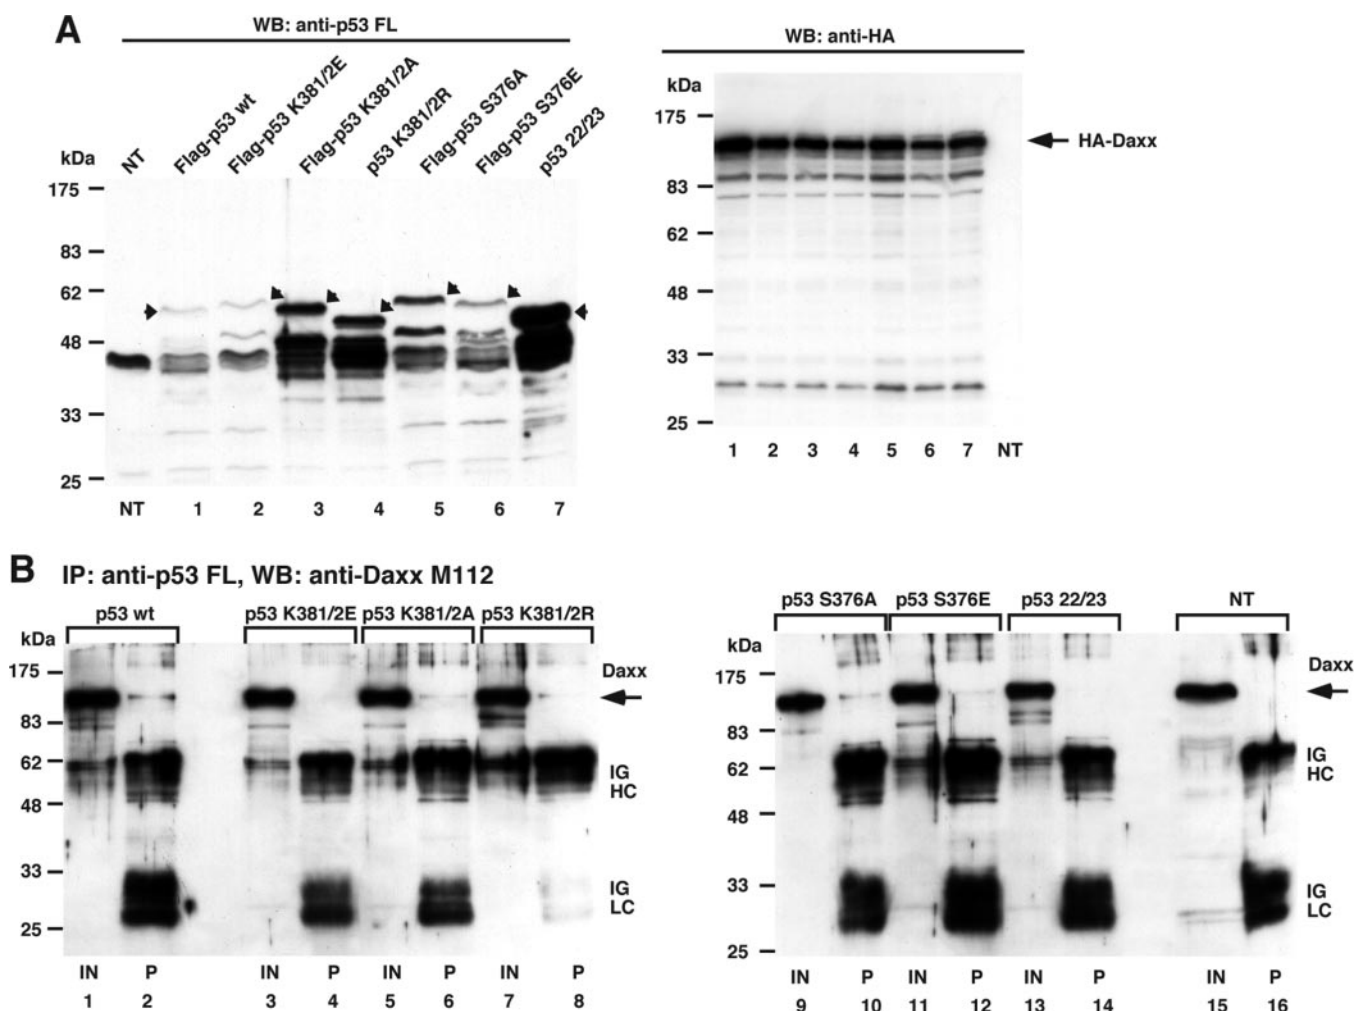 A
WB: anti-p53 FL
kDa
NT
Flag-p53 wt
Flag-p53 K381/2E
Flag-p53 K381/2A
p53 K381/2R
Flag-p53 S376A
Flag-p53 S376E
p53 22/23
175
83
62
48
33
25
NT 1 2 3 4 5 6 7
WB: anti-HA
kDa
175
83
62
48
33
25
HA-Daxx
1 2 3 4 5 6 7 NT
B IP: anti-p53 FL, WB: anti-Daxx M112
p53 wt p53 K381/2E p53 K381/2A p53 K381/2R
kDa
175
83
62
48
33
25
Daxx
IG
HC
IG
LC
IN P IN P IN P IN P
1 2 3 4 5 6 7 8
p53 S376A p53 S376E p53 22/23 NT
kDa
175
83
62
48
33
25
Daxx
IG
HC
IG
LC
IN P IN P IN P IN P
9 10 11 12 13 14 15 16